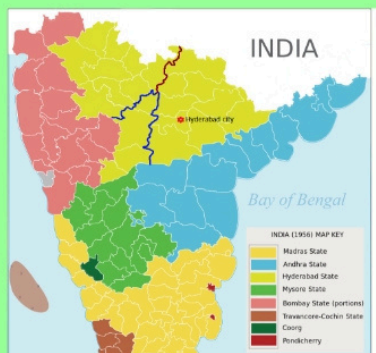 INDIA
Hyderabad city
Bay of Bengal
INDIA (1956) MAP KEY
Madras State
Andhra State
Hyderabad State
Mysore State
Bombay State (portions)
Travancore-Cochin State
Coorg
Pondicherry